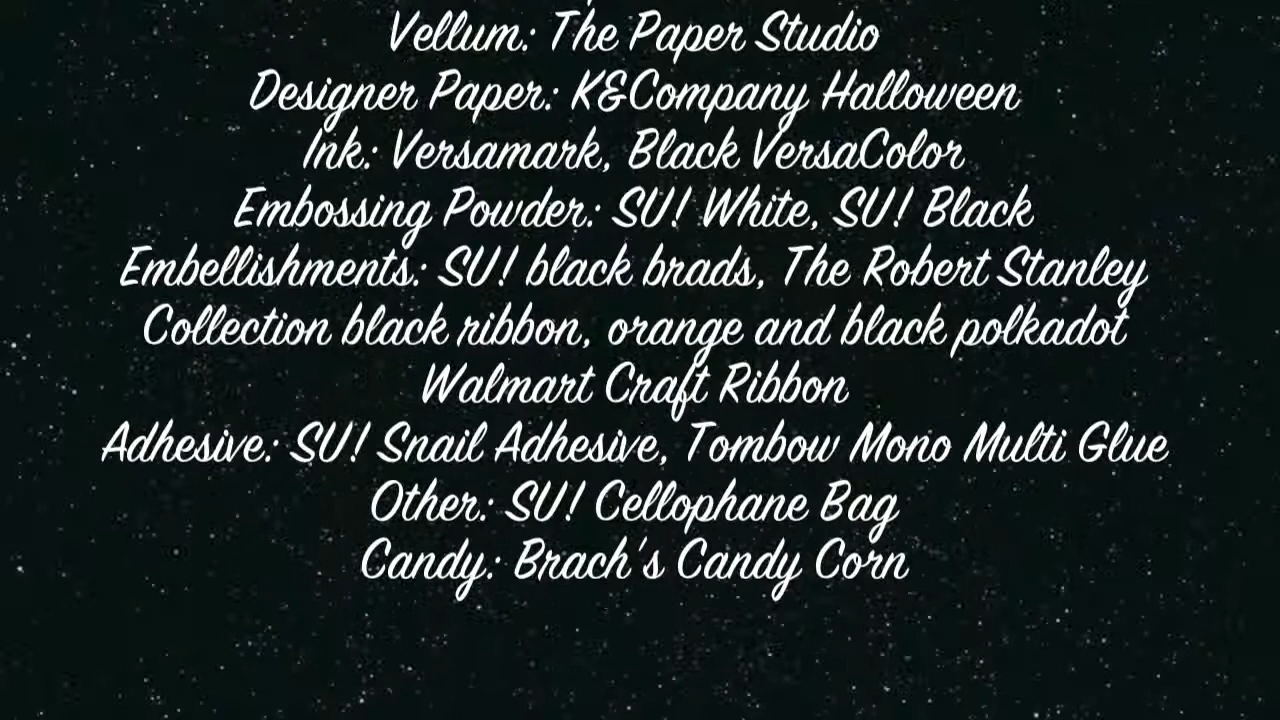 Vellum: The Paper Studio
Designer Paper: K&Company Halloween
Ink: Versamark, Black VersaColor
Embossing Powder: SU! White, SU! Black
Embellishments: SU! black brads, The Robert Stanley
Collection black ribbon, orange and black polkadot
Walmart Craft Ribbon
Adhesive: SU! Snail Adhesive, Tombow Mono Multi Glue
Other: SU! Cellophane Bag
Candy: Brach's Candy Corn